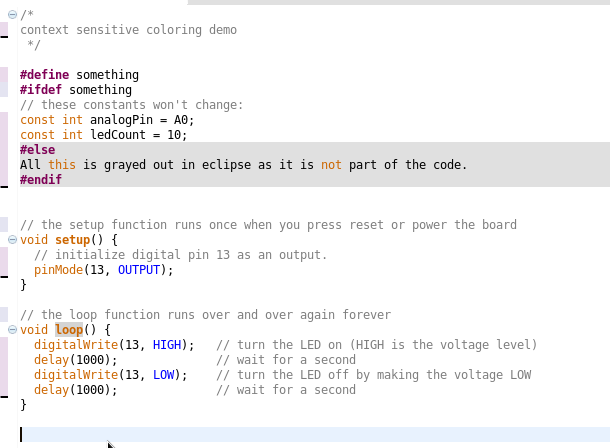 /*
context sensitive coloring demo
 */
#define something
#ifdef something
// these constants won't change:
const int analogPin = A0;
const int ledCount = 10;
#else
All this is grayed out in eclipse as it is not part of the code.
#endif
// the setup function runs once when you press reset or power the board
void setup() {
  // initialize digital pin 13 as an output.
  pinMode(13, OUTPUT);
}
// the loop function runs over and over again forever
void loop() {
  digitalWrite(13, HIGH);   // turn the LED on (HIGH is the voltage level)
  delay(1000);              // wait for a second
  digitalWrite(13, LOW);    // turn the LED off by making the voltage LOW
  delay(1000);              // wait for a second
}